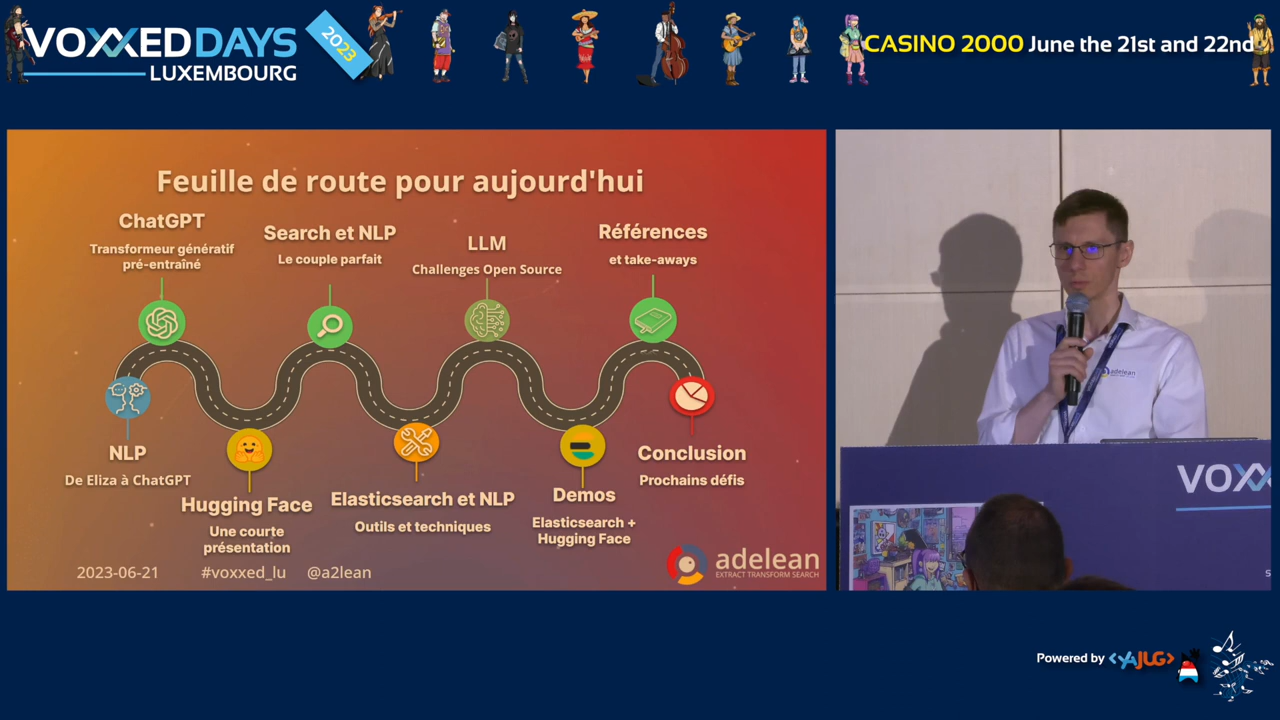 VOXXED DAYS
LUXEMBOURG
2023
CASINO 2000 June the 21st and 22nd
Feuille de route pour aujourd'hui
ChatGPT
Transformeur génératif
pré-entraîné
Search et NLP
Le couple parfait
LLM
Challenges Open Source
Références
et take-aways
NLP
De Eliza à ChatGPT
Hugging Face
Une courte
présentation
Elasticsearch et NLP
Outils et techniques
Demos
Elasticsearch +
Hugging Face
Conclusion
Prochains défis
2023-06-21 #voxxed_lu @a2lean
adelean
EXTRACT TRANSFORM SEARCH
adelean
VOXX
Powered by <YAJUG>